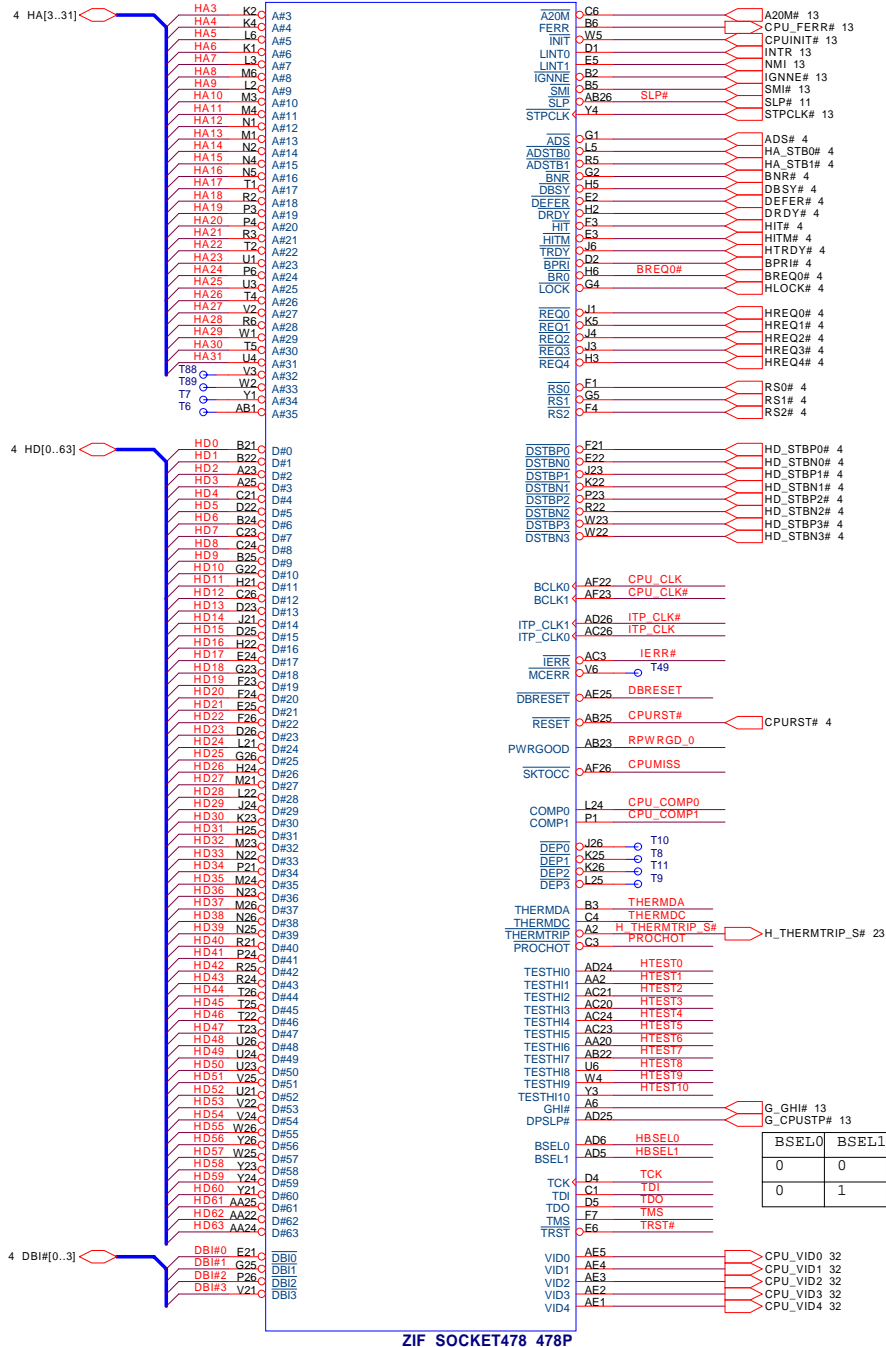 4 HA[3..31]
HA3 K2 A#3
HA4 K4 A#4
HA5 L6 A#5
HA6 K1 A#6
HA7 L3 A#7
HA8 M6 A#8
HA9 L2 A#9
HA10 M3 A#10
HA11 M4 A#11
HA12 N1 A#12
HA13 M1 A#13
HA14 N2 A#14
HA15 N4 A#15
HA16 N5 A#16
HA17 T1 A#17
HA18 R2 A#18
HA19 P3 A#19
HA20 P4 A#20
HA21 R3 A#21
HA22 T2 A#22
HA23 U1 A#23
HA24 P6 A#24
HA25 U3 A#25
HA26 T4 A#26
HA27 V2 A#27
HA28 R6 A#28
HA29 W1 A#29
HA30 T5 A#30
HA31 U4 A#31
T88 V3 A#32
T89 W2 A#33
T7 Y1 A#34
T6 AB1 A#35
4 HD[0..63]
HD0 B21 D#0
HD1 B22 D#1
HD2 A23 D#2
HD3 A25 D#3
HD4 C21 D#4
HD5 D22 D#5
HD6 B24 D#6
HD7 C23 D#7
HD8 C24 D#8
HD9 B25 D#9
HD10 G22 D#10
HD11 H21 D#11
HD12 C26 D#12
HD13 D23 D#13
HD14 J21 D#14
HD15 D25 D#15
HD16 H22 D#16
HD17 E24 D#17
HD18 G23 D#18
HD19 F23 D#19
HD20 F24 D#20
HD21 E25 D#21
HD22 F26 D#22
HD23 D26 D#23
HD24 L21 D#24
HD25 G26 D#25
HD26 H24 D#26
HD27 M21 D#27
HD28 L22 D#28
HD29 J24 D#29
HD30 K23 D#30
HD31 H25 D#31
HD32 M23 D#32
HD33 N22 D#33
HD34 P21 D#34
HD35 M24 D#35
HD36 N23 D#36
HD37 M26 D#37
HD38 N26 D#38
HD39 N25 D#39
HD40 R21 D#40
HD41 P24 D#41
HD42 R25 D#42
HD43 R24 D#43
HD44 T26 D#44
HD45 T25 D#45
HD46 T22 D#46
HD47 T23 D#47
HD48 U26 D#48
HD49 U24 D#49
HD50 U23 D#50
HD51 V25 D#51
HD52 U21 D#52
HD53 V22 D#53
HD54 V24 D#54
HD55 W26 D#55
HD56 Y26 D#56
HD57 W25 D#57
HD58 Y23 D#58
HD59 Y24 D#59
HD60 Y21 D#60
HD61 AA25 D#61
HD62 AA22 D#62
HD63 AA24 D#63
4 DBI#[0..3]
DBI#0 E21 DBI0
DBI#1 G25 DBI1
DBI#2 P26 DBI2
DBI#3 V21 DBI3
A20M C6 A20M# 13
FERR B6 CPU_FERR# 13
INIT W5 CPUINIT# 13
LINT0 D1 INTR 13
LINT1 E5 NMI 13
IGNNE B2 IGNNE# 13
SMI B5 SMI# 13
SLP AB26 SLP# SLP# 11
STPCLK Y4 STPCLK# 13
ADS G1 ADS# 4
ADSTB0 L5 HA_STB0# 4
ADSTB1 R5 HA_STB1# 4
BNR G2 BNR# 4
DBSY H5 DBSY# 4
DEFER E2 DEFER# 4
DRDY H2 DRDY# 4
HIT F3 HIT# 4
HITM E3 HITM# 4
TRDY J6 HTRDY# 4
BPRI D2 BPRI# 4
BR0 H6 BREQ0# BREQ0# 4
LOCK G4 HLOCK# 4
REQ0 J1 HREQ0# 4
REQ1 K5 HREQ1# 4
REQ2 J4 HREQ2# 4
REQ3 J3 HREQ3# 4
REQ4 H3 HREQ4# 4
RS0 F1 RS0# 4
RS1 G5 RS1# 4
RS2 F4 RS2# 4
DSTBP0 F21 HD_STBP0# 4
DSTBN0 E22 HD_STBN0# 4
DSTBP1 J23 HD_STBP1# 4
DSTBN1 K22 HD_STBN1# 4
DSTBP2 P23 HD_STBP2# 4
DSTBN2 R22 HD_STBN2# 4
DSTBP3 W23 HD_STBP3# 4
DSTBN3 W22 HD_STBN3# 4
BCLK0 AF22 CPU_CLK
BCLK1 AF23 CPU_CLK#
ITP_CLK1 AD26 ITP_CLK#
ITP_CLK0 AC26 ITP_CLK
IERR AC3 IERR#
MCERR V6 T49
DBRESET AE25 DBRESET
RESET AB25 CPURST# CPURST# 4
PWRGOOD AB23 RPWRGD_0
SKTOCC AF26 CPUMISS
COMP0 L24 CPU_COMP0
COMP1 P1 CPU_COMP1
DEP0 J26 T10
DEP1 K25 T8
DEP2 K26 T11
DEP3 L25 T9
THERMDA B3 THERMDA
THERMDC C4 THERMDC
THERMTRIP A2 H_THERMTRIP_S# H_THERMTRIP_S# 23
PROCHOT C3 PROCHOT
TESTHI0 AD24 HTEST0
TESTHI1 AA2 HTEST1
TESTHI2 AC21 HTEST2
TESTHI3 AC20 HTEST3
TESTHI4 AC24 HTEST4
TESTHI5 AC23 HTEST5
TESTHI6 AA20 HTEST6
TESTHI7 AB22 HTEST7
TESTHI8 U6 HTEST8
TESTHI9 W4 HTEST9
TESTHI10 Y3 HTEST10
GHI# A6 G_GHI# 13
DPSLP# AD25 G_CPUSTP# 13
BSEL0 AD6 HBSEL0
BSEL1 AD5 HBSEL1
BSEL0 BSEL1
0 0
0 1
TCK D4 TCK
TDI C1 TDI
TDO D5 TDO
TMS F7 TMS
TRST E6 TRST#
VID0 AE5 CPU_VID0 32
VID1 AE4 CPU_VID1 32
VID2 AE3 CPU_VID2 32
VID3 AE2 CPU_VID3 32
VID4 AE1 CPU_VID4 32
ZIF_SOCKET478_478P